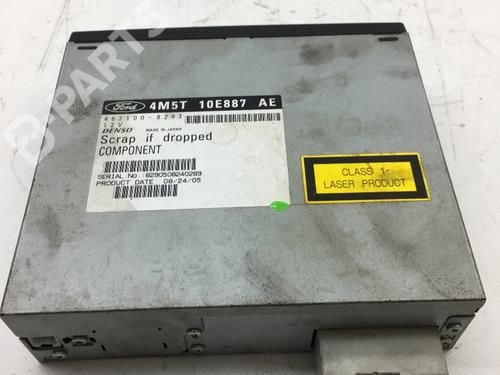 Ford 4M5T 10E887 AE
462100-8293
12V
DENSO MADE IN JAPAN
Scrap if dropped
COMPONENT
SERIAL No: 8290508240289
PRODUCT DATE 08/24/05
CLASS 1
LASER PRODUCT
B-PARTS
B-PARTS